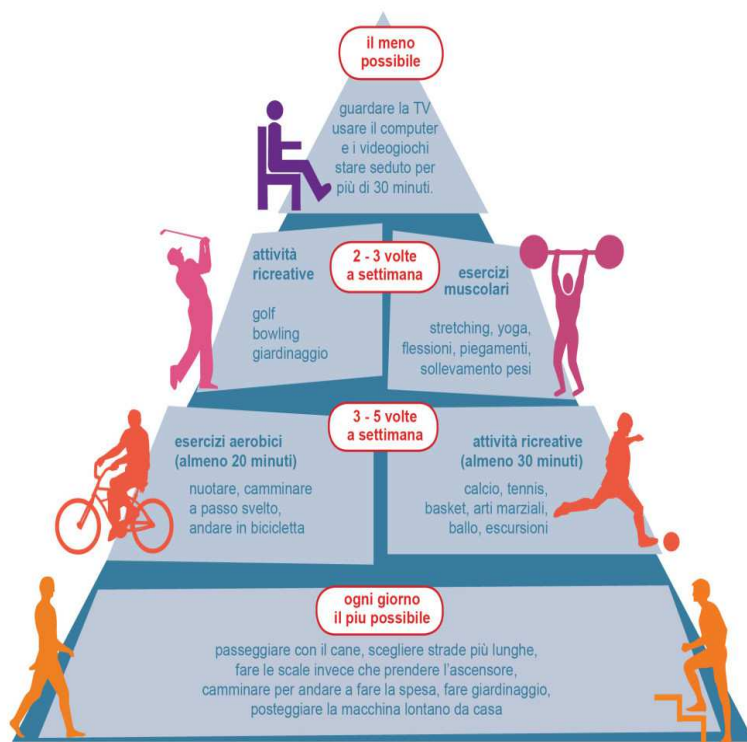 il meno
possibile
guardare la TV
usare il computer
e i videogiochi
stare seduto per
più di 30 minuti.
2 - 3 volte
a settimana
attività
ricreative
golf
bowling
giardinaggio
esercizi
muscolari
stretching, yoga,
flessioni, piegamenti,
sollevamento pesi
3 - 5 volte
a settimana
esercizi aerobici
(almeno 20 minuti)
nuotare, camminare
a passo svelto,
andare in bicicletta
attività ricreative
(almeno 30 minuti)
calcio, tennis,
basket, arti marziali,
ballo, escursioni
ogni giorno
il piu possibile
passeggiare con il cane, scegliere strade più lunghe,
fare le scale invece che prendere l'ascensore,
camminare per andare a fare la spesa, fare giardinaggio,
posteggiare la macchina lontano da casa